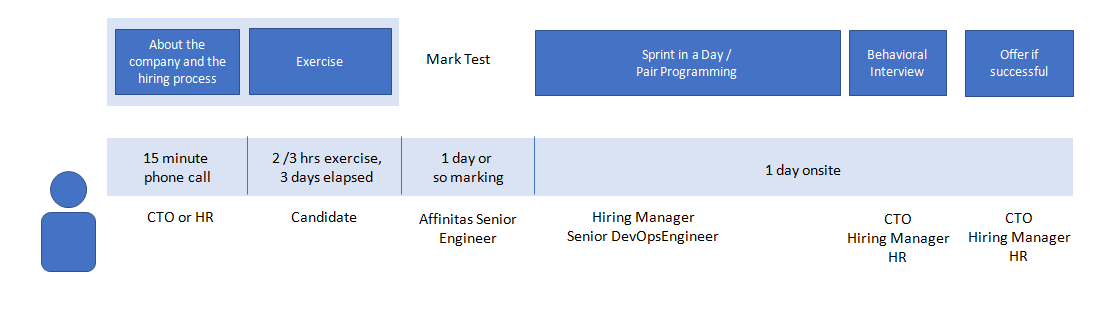 About the
company and the
hiring process
Exercise
Mark Test
Sprint in a Day /
Pair Programming
Behavioral
Interview
Offer if
successful
15 minute
phone call
2 /3 hrs exercise,
3 days elapsed
1 day or
so marking
1 day onsite
CTO or HR
Candidate
Affinitas Senior
Engineer
Hiring Manager
Senior DevOpsEngineer
CTO
Hiring Manager
HR
CTO
Hiring Manager
HR